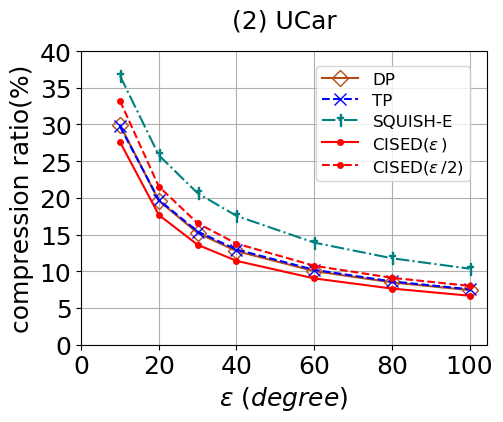 (2) UCar
compression ratio(%)
40
35
30
25
20
15
10
5
0
DP
TP
SQUISH-E
CISED(ε )
CISED(ε /2)
0 20 40 60 80 100
ε (degree)